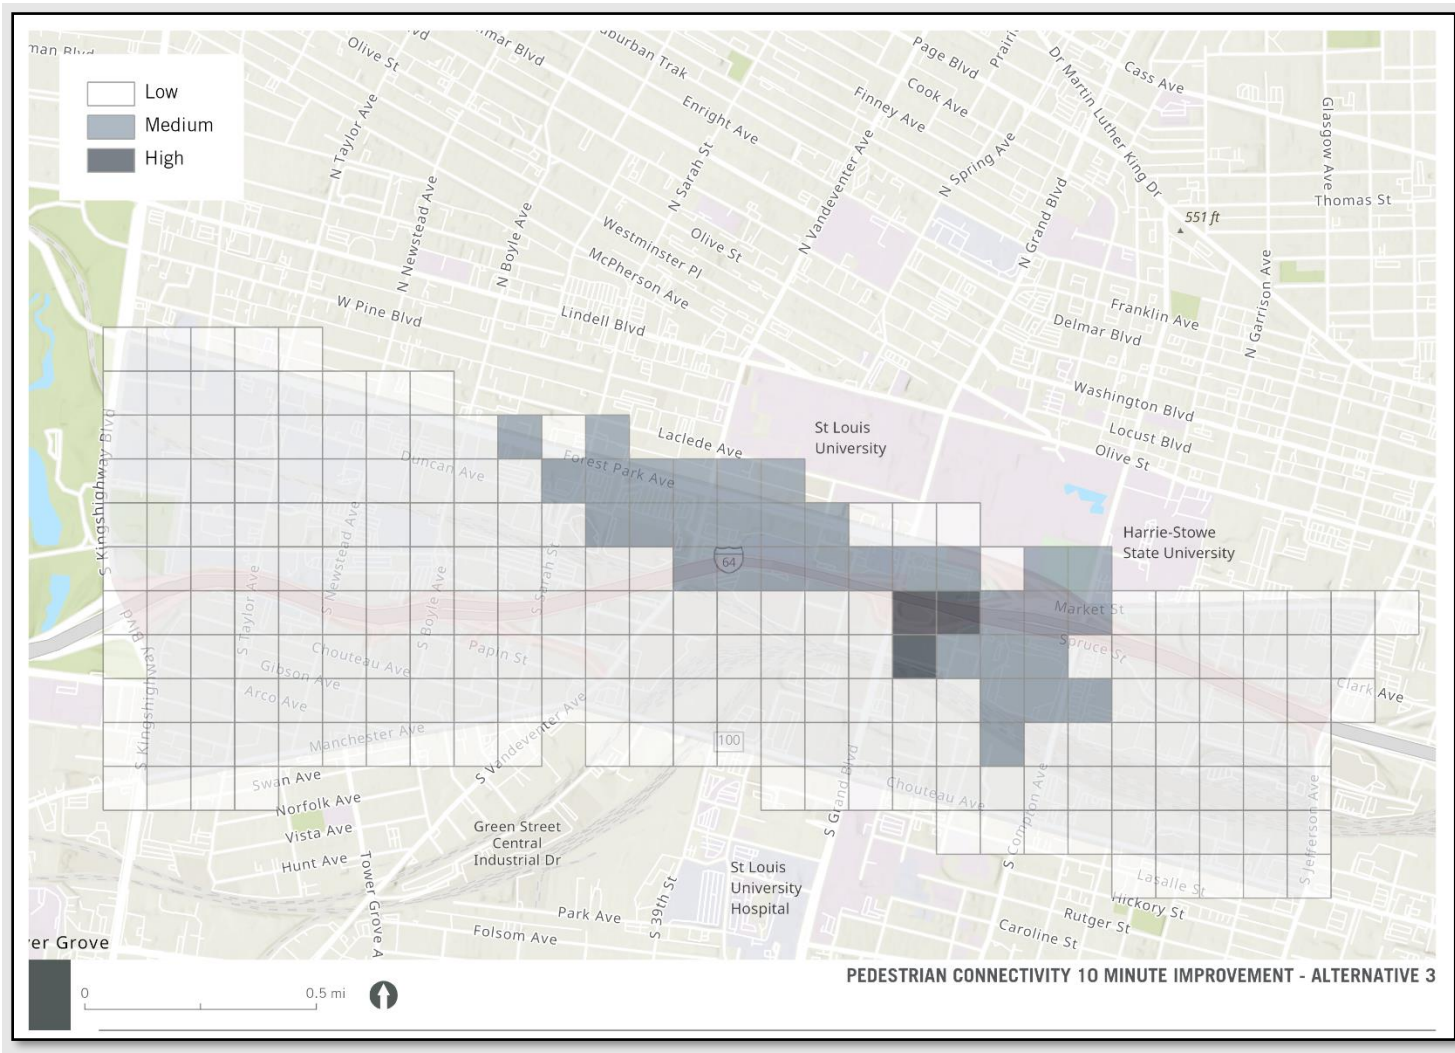 Low
Medium
High
Olive St
Page Blvd
Cass Ave
Dr Martin Luther King Dr
Cook Ave
Finney Ave
Enright Ave
N Taylor Ave
N Sarah St
N Vandeventer Ave
N Spring Ave
Glasgow Ave
Thomas St
N Newstead Ave
N Boyle Ave
N Grand Blvd
551 ft
Westminster Pl
Olive St
McPherson Ave
N Garrison Ave
W Pine Blvd
Lindell Blvd
Franklin Ave
Delmar Blvd
Washington Blvd
Locust Blvd
Olive St
Laclede Ave
St Louis
University
S Kingshighway Blvd
Duncan Ave
Forest Park Ave
Harrie-Stowe
State University
S Newstead Ave
S Sarah St
64
S Taylor Ave
S Boyle Ave
Market St
Spruce St
Chouteau Ave
Papin St
Gibson Ave
Arco Ave
S Kingshighway Blvd
Clark Ave
Manchester Ave
S Vandeventer Ave
100
Swan Ave
Norfolk Ave
Vista Ave
Hunt Ave
Tower Grove A
Green Street
Central
Industrial Dr
S Grand Blvd
Chouteau Ave
S Compton Ave
S Jefferson Ave
Lasalle St
Hickory St
Rutger St
Caroline St
St Louis
University
Hospital
S 39th St
Park Ave
Folsom Ave
er Grove
0
0.5 mi
PEDESTRIAN CONNECTIVITY 10 MINUTE IMPROVEMENT - ALTERNATIVE 3